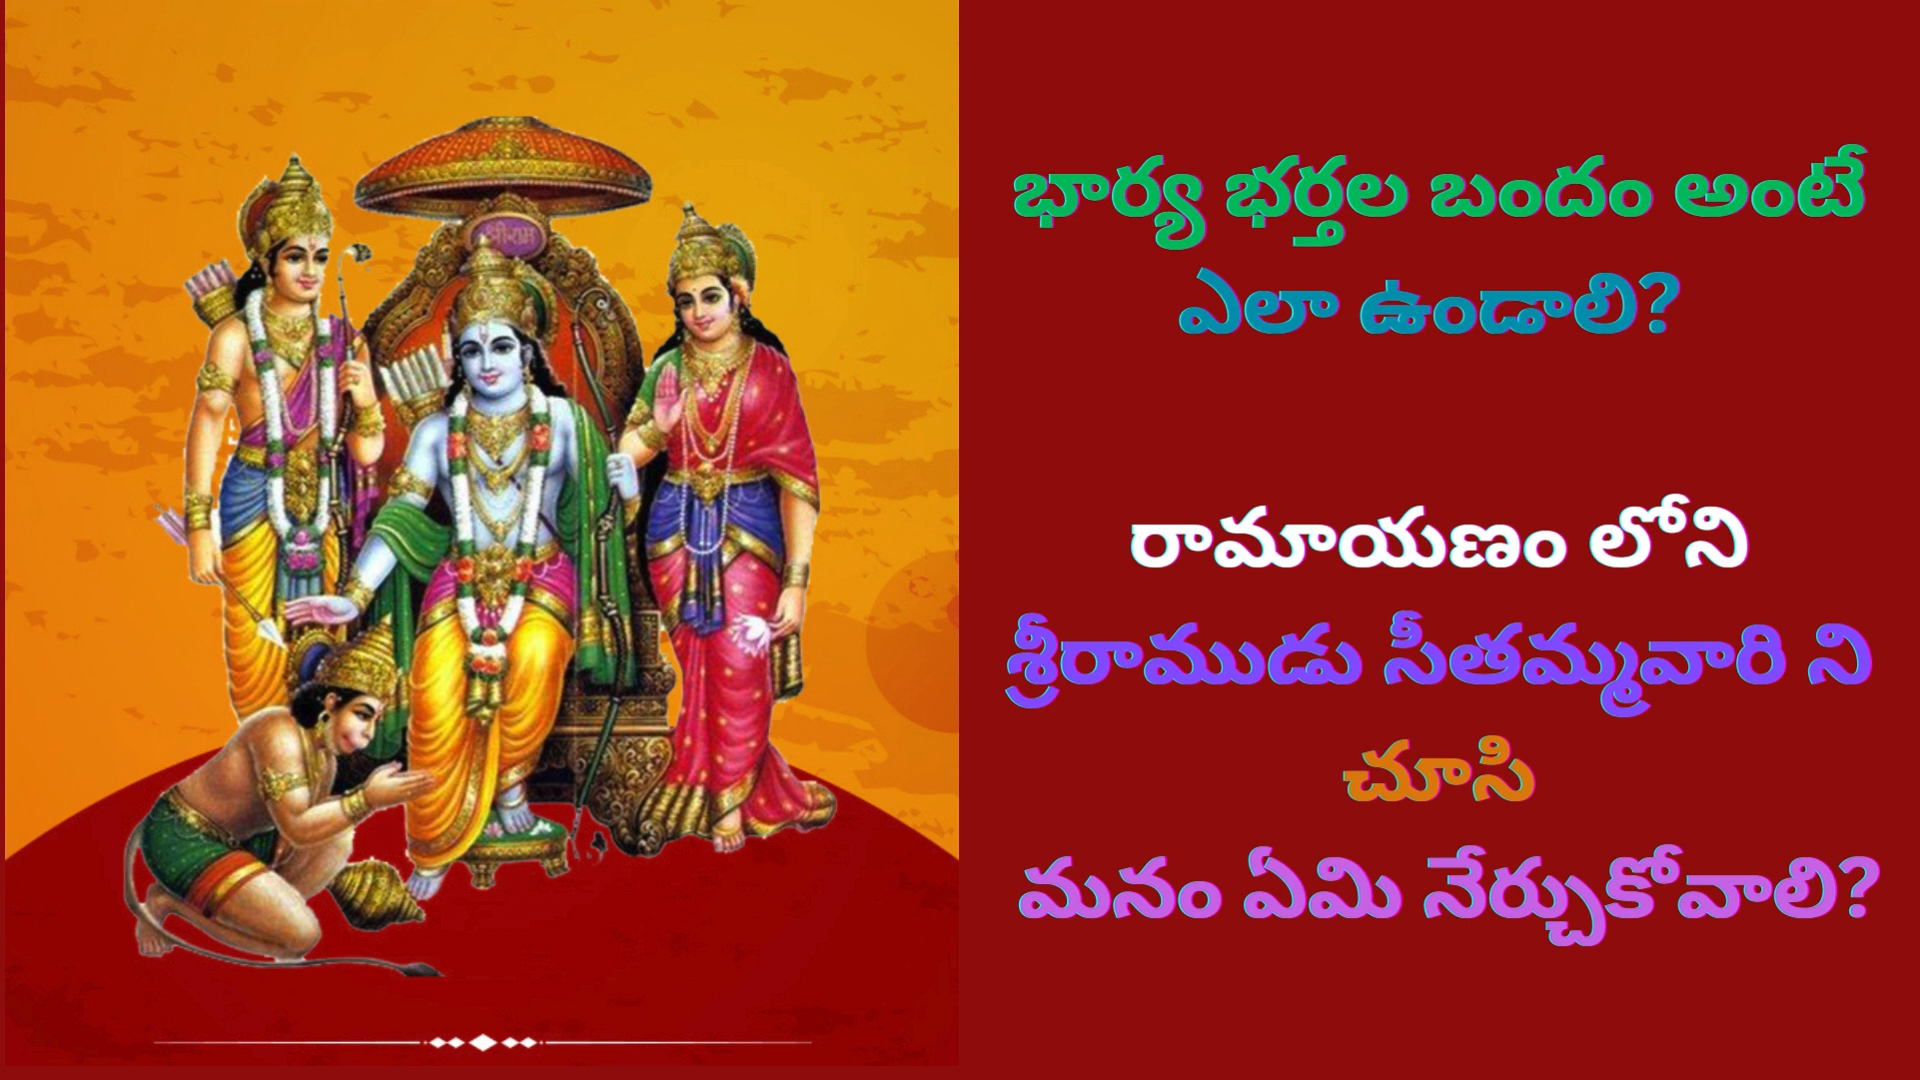 श्रीराम
భార్య భర్తల బందం అంటే
ఎలా ఉండాలి?
రామాయణం లోని
శ్రీరాముడు సీతమ్మవారి ని
చూసి
మనం ఏమి నేర్చుకోవాలి?